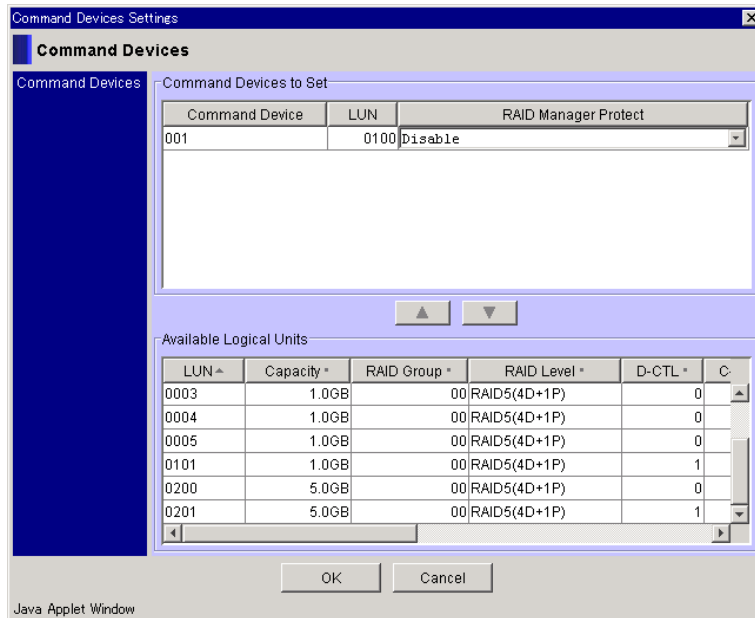 Command Devices Settings
Command Devices
Command Devices
Command Devices to Set
Command Device LUN RAID Manager Protect
001 0100 Disable
Available Logical Units
LUN Capacity RAID Group RAID Level D-CTL C-
0003 1.0GB 00 RAID5(4D+1P) 0
0004 1.0GB 00 RAID5(4D+1P) 0
0005 1.0GB 00 RAID5(4D+1P) 0
0101 1.0GB 00 RAID5(4D+1P) 1
0200 5.0GB 00 RAID5(4D+1P) 0
0201 5.0GB 00 RAID5(4D+1P) 1
OK Cancel
Java Applet Window